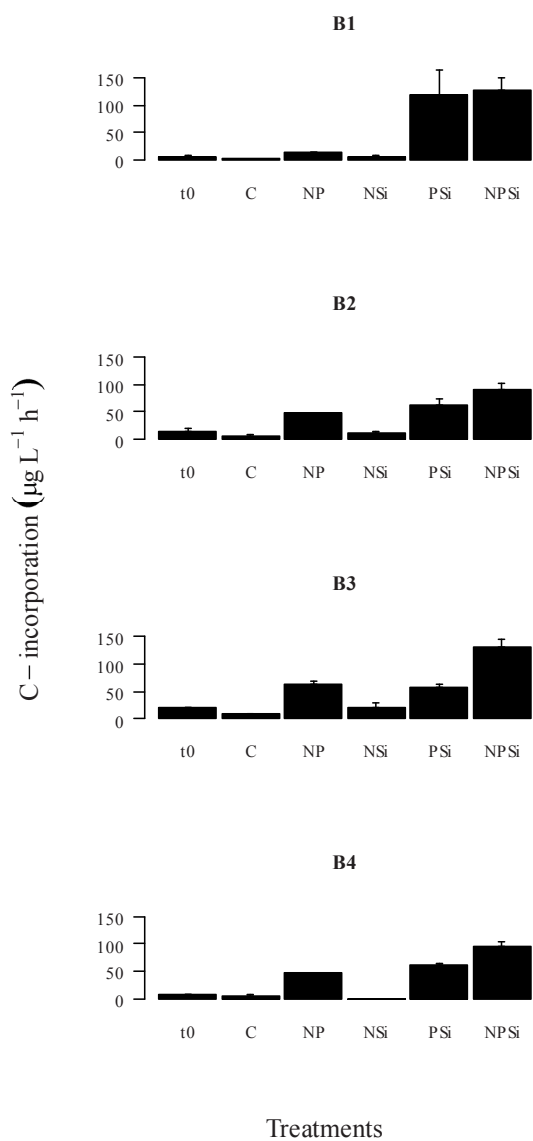 B1
150
100
50
0
t0 C NP NSi PSi NPSi
B2
150
100
50
0
t0 C NP NSi PSi NPSi
C− incorporation (µg L−1 h−1)
B3
150
100
50
0
t0 C NP NSi PSi NPSi
B4
150
100
50
0
t0 C NP NSi PSi NPSi
Treatments